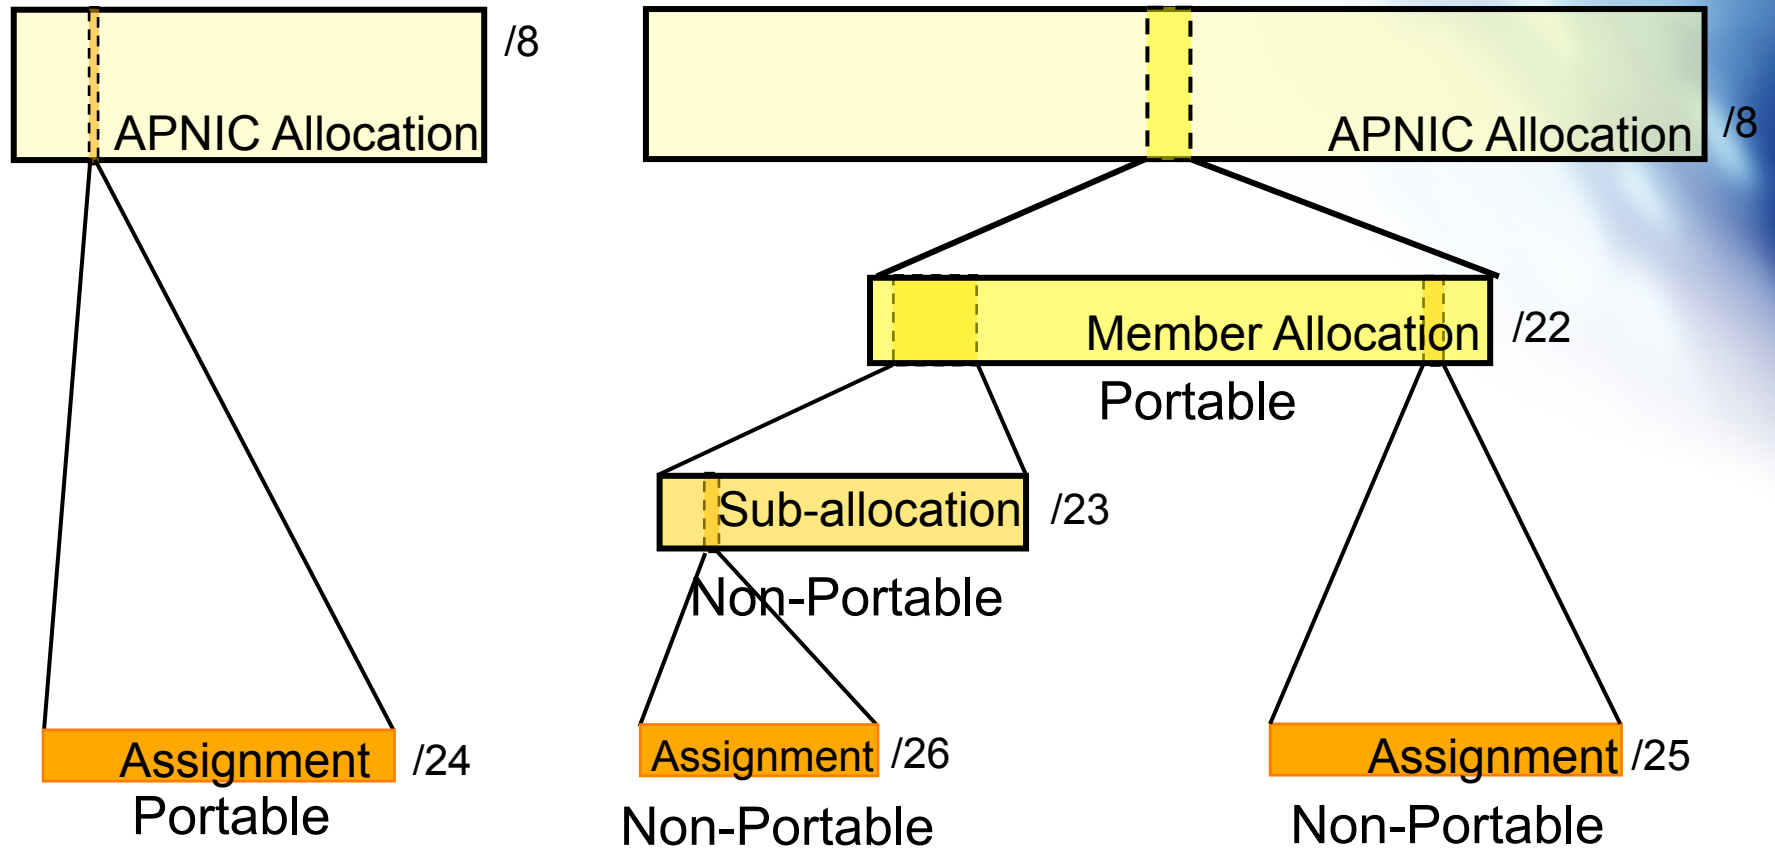 /8
APNIC Allocation
/8
APNIC Allocation
Member Allocation
/22
Portable
Sub-allocation
/23
Non-Portable
Assignment
/24
Portable
Assignment
/26
Non-Portable
Assignment
/25
Non-Portable